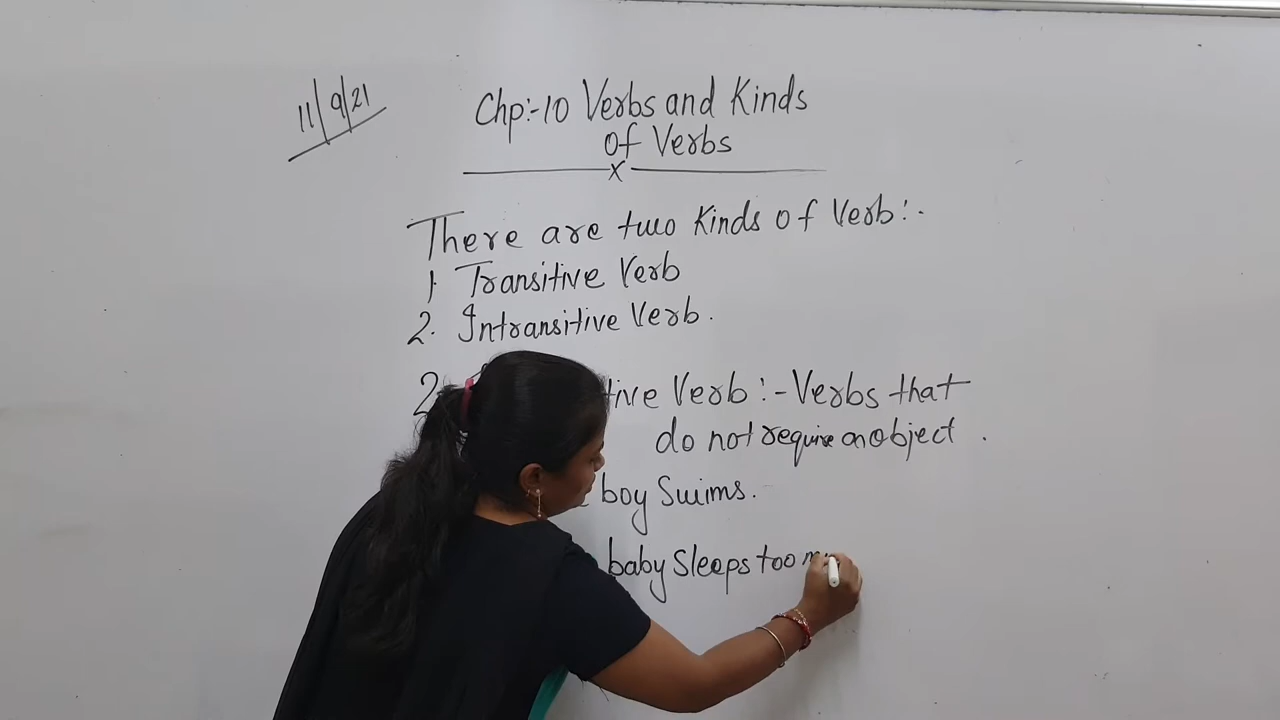 11/9/21
Chp:-10 Verbs and Kinds
of Verbs
x
There are two Kinds of Verb:-
1. Transitive Verb
2. Intransitive Verb.
2 tive Verb:- Verbs that
do not require an object.
boy Swims.
baby Sleeps too